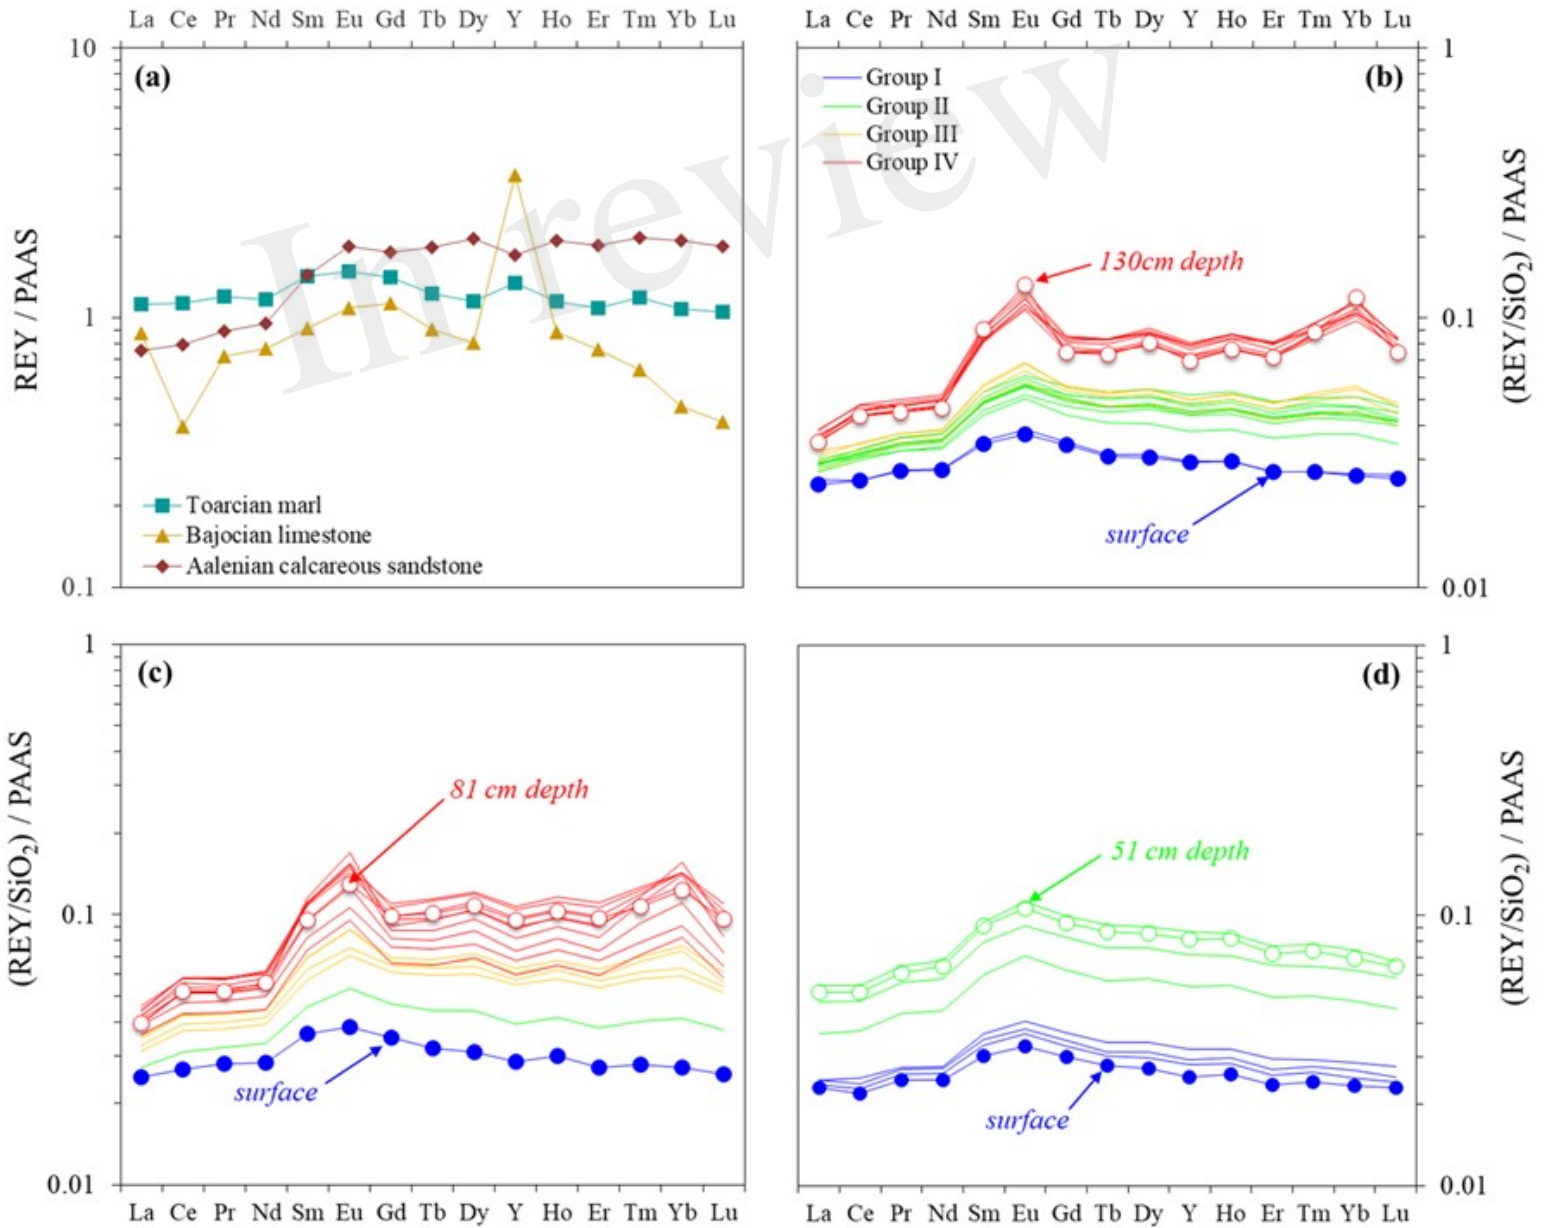 La Ce Pr Nd Sm Eu Gd Tb Dy Y Ho Er Tm Yb Lu
La Ce Pr Nd Sm Eu Gd Tb Dy Y Ho Er Tm Yb Lu
10
(a)
1
0.1
REY / PAAS
Toarcian marl
Bajocian limestone
Aalenian calcareous sandstone
In review
Group I
Group II
Group III
Group IV
(b)
1
0.1
0.01
(REY/SiO₂) / PAAS
130cm depth
surface
1
(c)
0.1
0.01
(REY/SiO₂) / PAAS
81 cm depth
surface
La Ce Pr Nd Sm Eu Gd Tb Dy Y Ho Er Tm Yb Lu
(d)
1
0.1
0.01
(REY/SiO₂) / PAAS
51 cm depth
surface
La Ce Pr Nd Sm Eu Gd Tb Dy Y Ho Er Tm Yb Lu